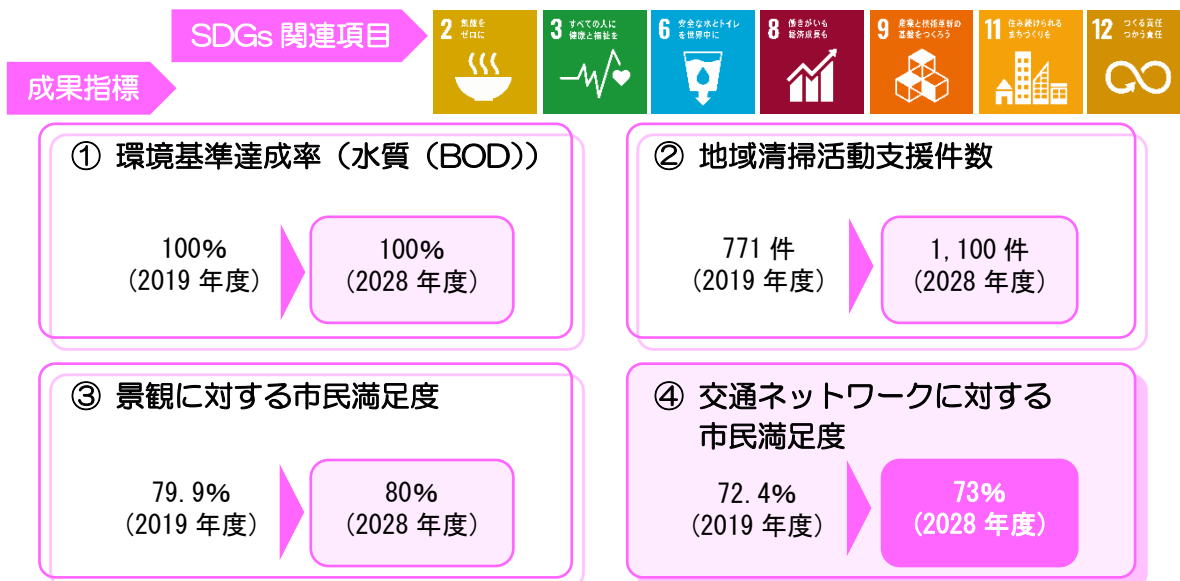 SDGs 関連項目
2 飢餓を
ゼロに
3 すべての人に
健康と福祉を
6 安全な水とトイレ
を世界中に
8 働きがいも
経済成長も
9 産業と技術革新の
基盤をつくろう
11 住み続けられる
まちづくりを
12 つくる責任
つかう責任
成果指標
① 環境基準達成率（水質（BOD））
100%
（2019 年度）
100%
（2028 年度）
② 地域清掃活動支援件数
771 件
（2019 年度）
1,100 件
（2028 年度）
③ 景観に対する市民満足度
79.9%
（2019 年度）
80%
（2028 年度）
④ 交通ネットワークに対する
市民満足度
72.4%
（2019 年度）
73%
（2028 年度）